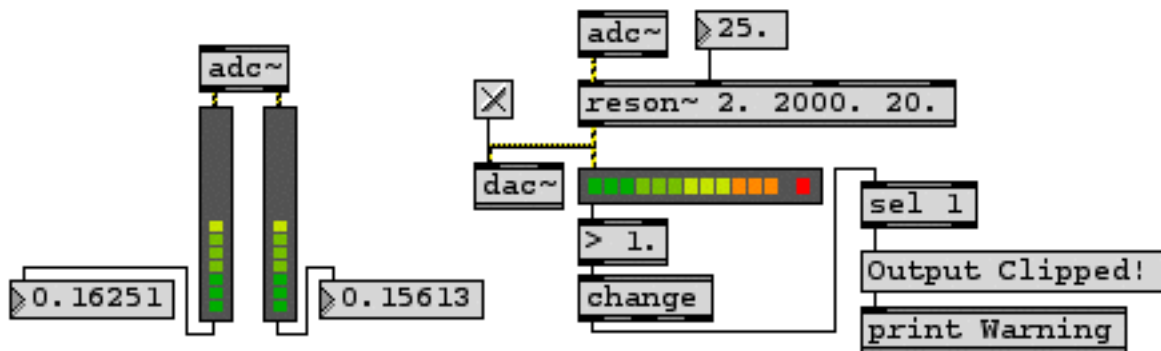 adc~
0.16251
0.15613
adc~
25.
reson~ 2. 2000. 20.
dac~
> 1.
change
sel 1
Output Clipped!
print Warning